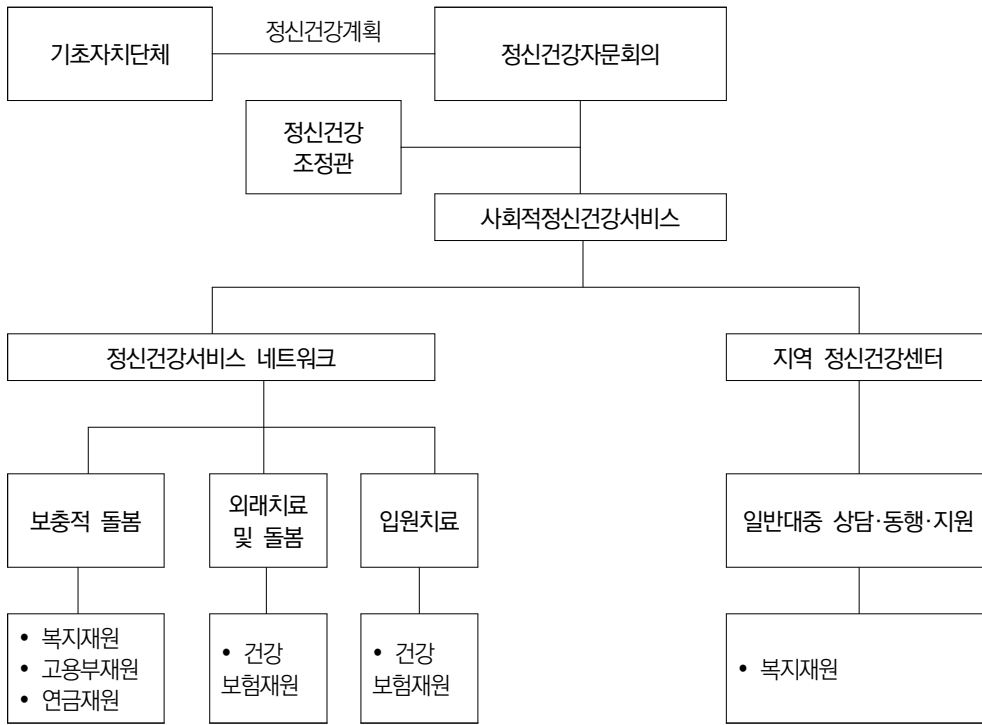 기초자치단체
정신건강계획
정신건강자문회의
정신건강
조정관
사회적정신건강서비스
정신건강서비스 네트워크
지역 정신건강센터
보충적 돌봄
외래치료
및 돌봄
입원치료
일반대중 상담·동행·지원
• 복지재원
• 고용부재원
• 연금재원
• 건강
보험재원
• 건강
보험재원
• 복지재원